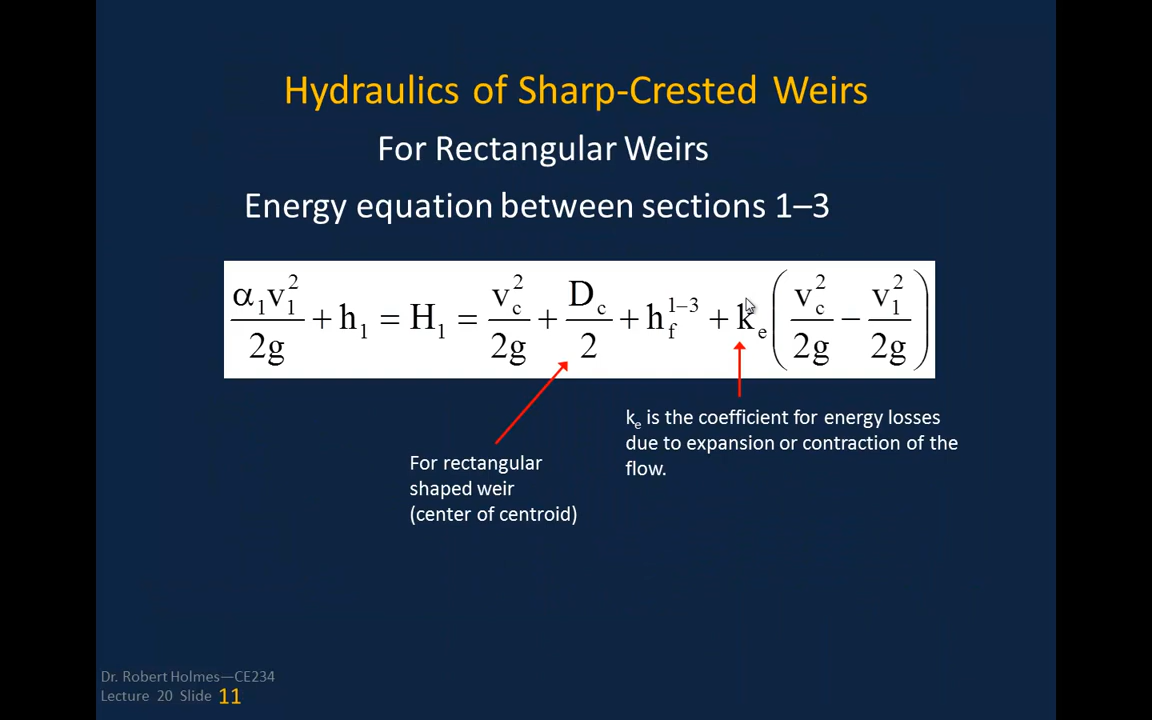 Hydraulics of Sharp-Crested Weirs
For Rectangular Weirs
Energy equation between sections 1–3
α₁v₁²/2g + h₁ = H₁ = v_c²/2g + D_c/2 + h_f^(1–3) + k_e(v_c²/2g − v₁²/2g)
k_e is the coefficient for energy losses
due to expansion or contraction of the
flow.
For rectangular
shaped weir
(center of centroid)
Dr. Robert Holmes—CE234
Lecture 20 Slide 11